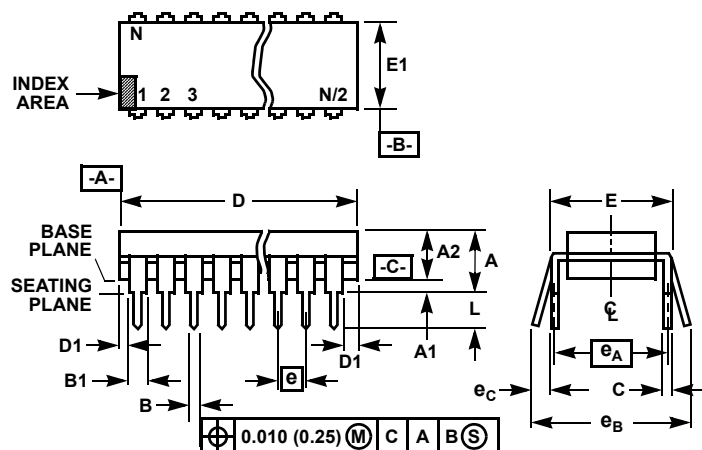 N
E1
INDEX
AREA
1 2 3 N/2
-B-
-A-
D
E
BASE
PLANE
A2
A
-C-
SEATING
PLANE
L
C
L
D1
A1
D1
eA
B1
e
eC
C
B
eB
0.010 (0.25) M C A B S